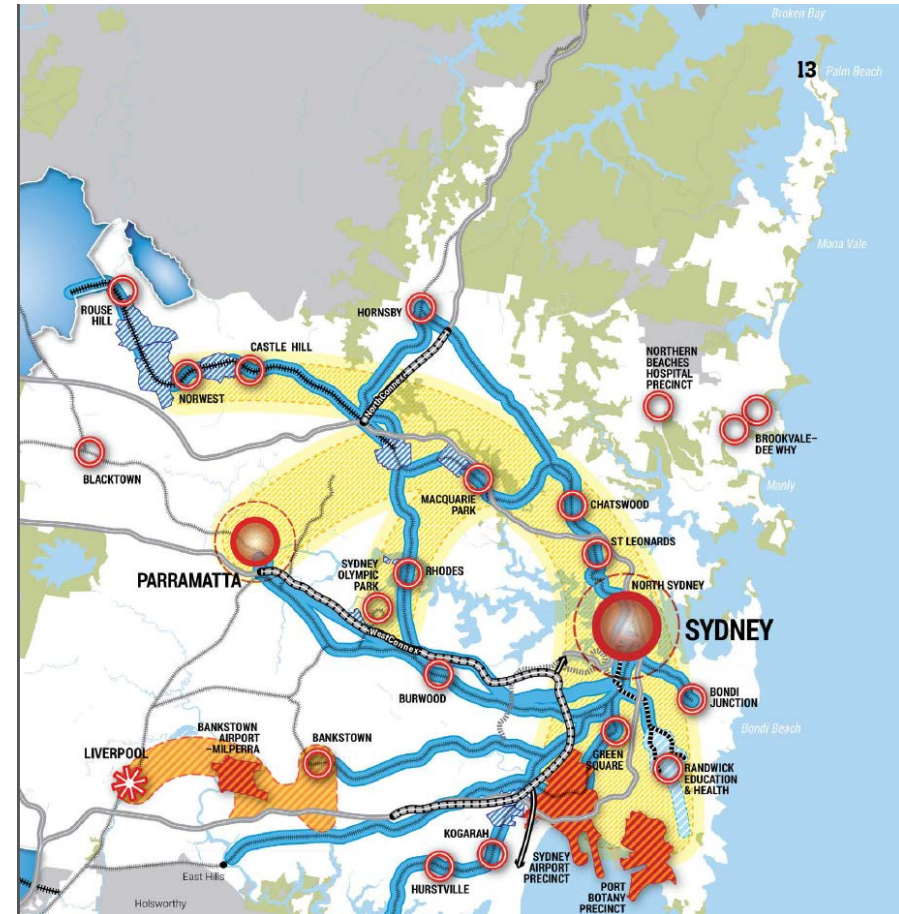 Broken Bay
13
Palm Beach
Mona Vale
ROUSE
HILL
HORNSBY
CASTLE HILL
NORWEST
NorthConnex
NORTHERN
BEACHES
HOSPITAL
PRECINCT
BROOKVALE–
DEE WHY
BLACKTOWN
MACQUARIE
PARK
CHATSWOOD
Manly
ST LEONARDS
PARRAMATTA
SYDNEY
OLYMPIC
PARK
RHODES
NORTH SYDNEY
SYDNEY
WestConnex
BURWOOD
BONDI
JUNCTION
Bondi Beach
BANKSTOWN
AIRPORT
–MILPERRA
BANKSTOWN
LIVERPOOL
GREEN
SQUARE
RANDWICK
EDUCATION
& HEALTH
KOGARAH
SYDNEY
AIRPORT
PRECINCT
PORT
BOTANY
PRECINCT
East Hills
HURSTVILLE
Holsworthy